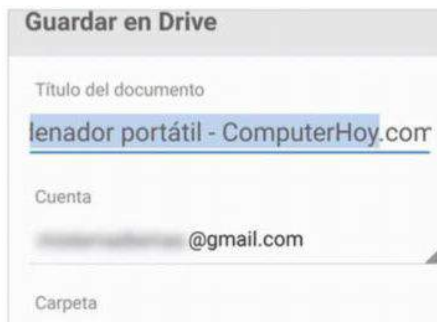 Guardar en Drive
Título del documento
lenador portátil - ComputerHoy.com
Cuenta
@gmail.com
Carpeta